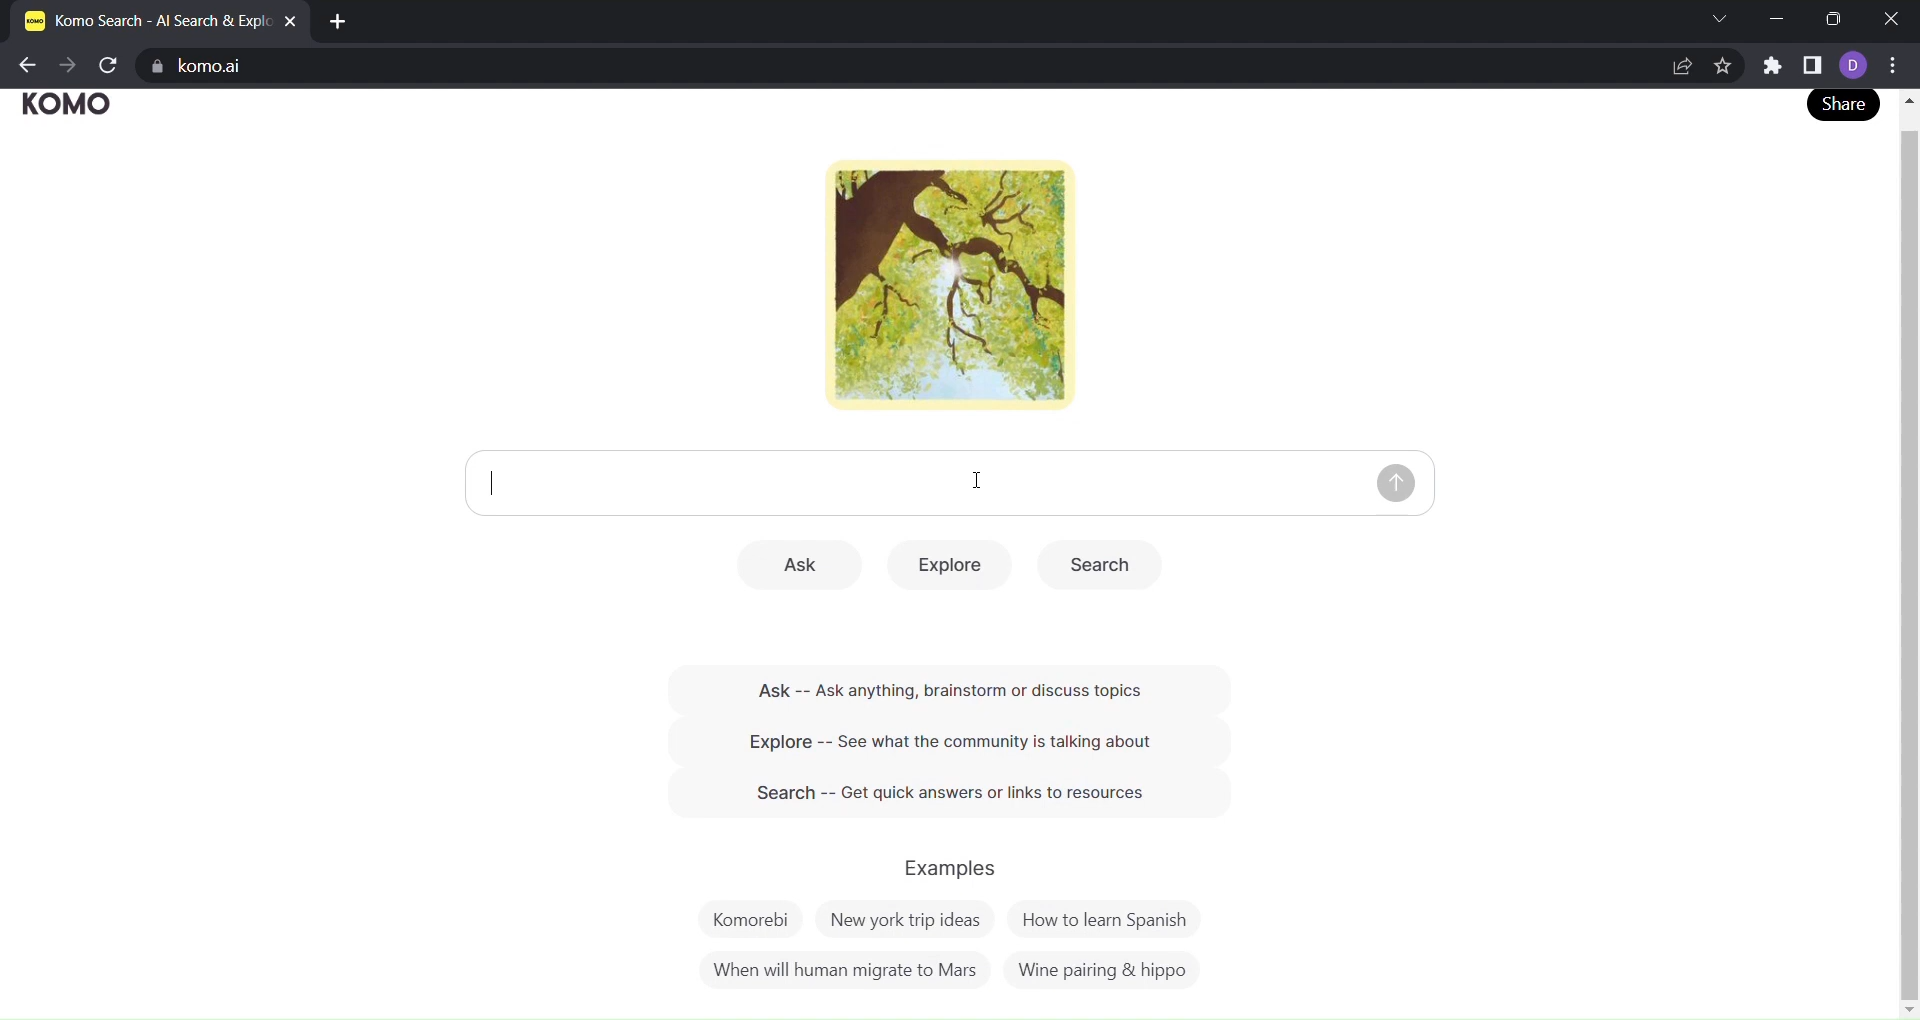 Komo Search - AI Search & Explo
komo.ai
D
KOMO
Share
Ask
Explore
Search
Ask -- Ask anything, brainstorm or discuss topics
Explore -- See what the community is talking about
Search -- Get quick answers or links to resources
Examples
Komorebi
New york trip ideas
How to learn Spanish
When will human migrate to Mars
Wine pairing & hippo